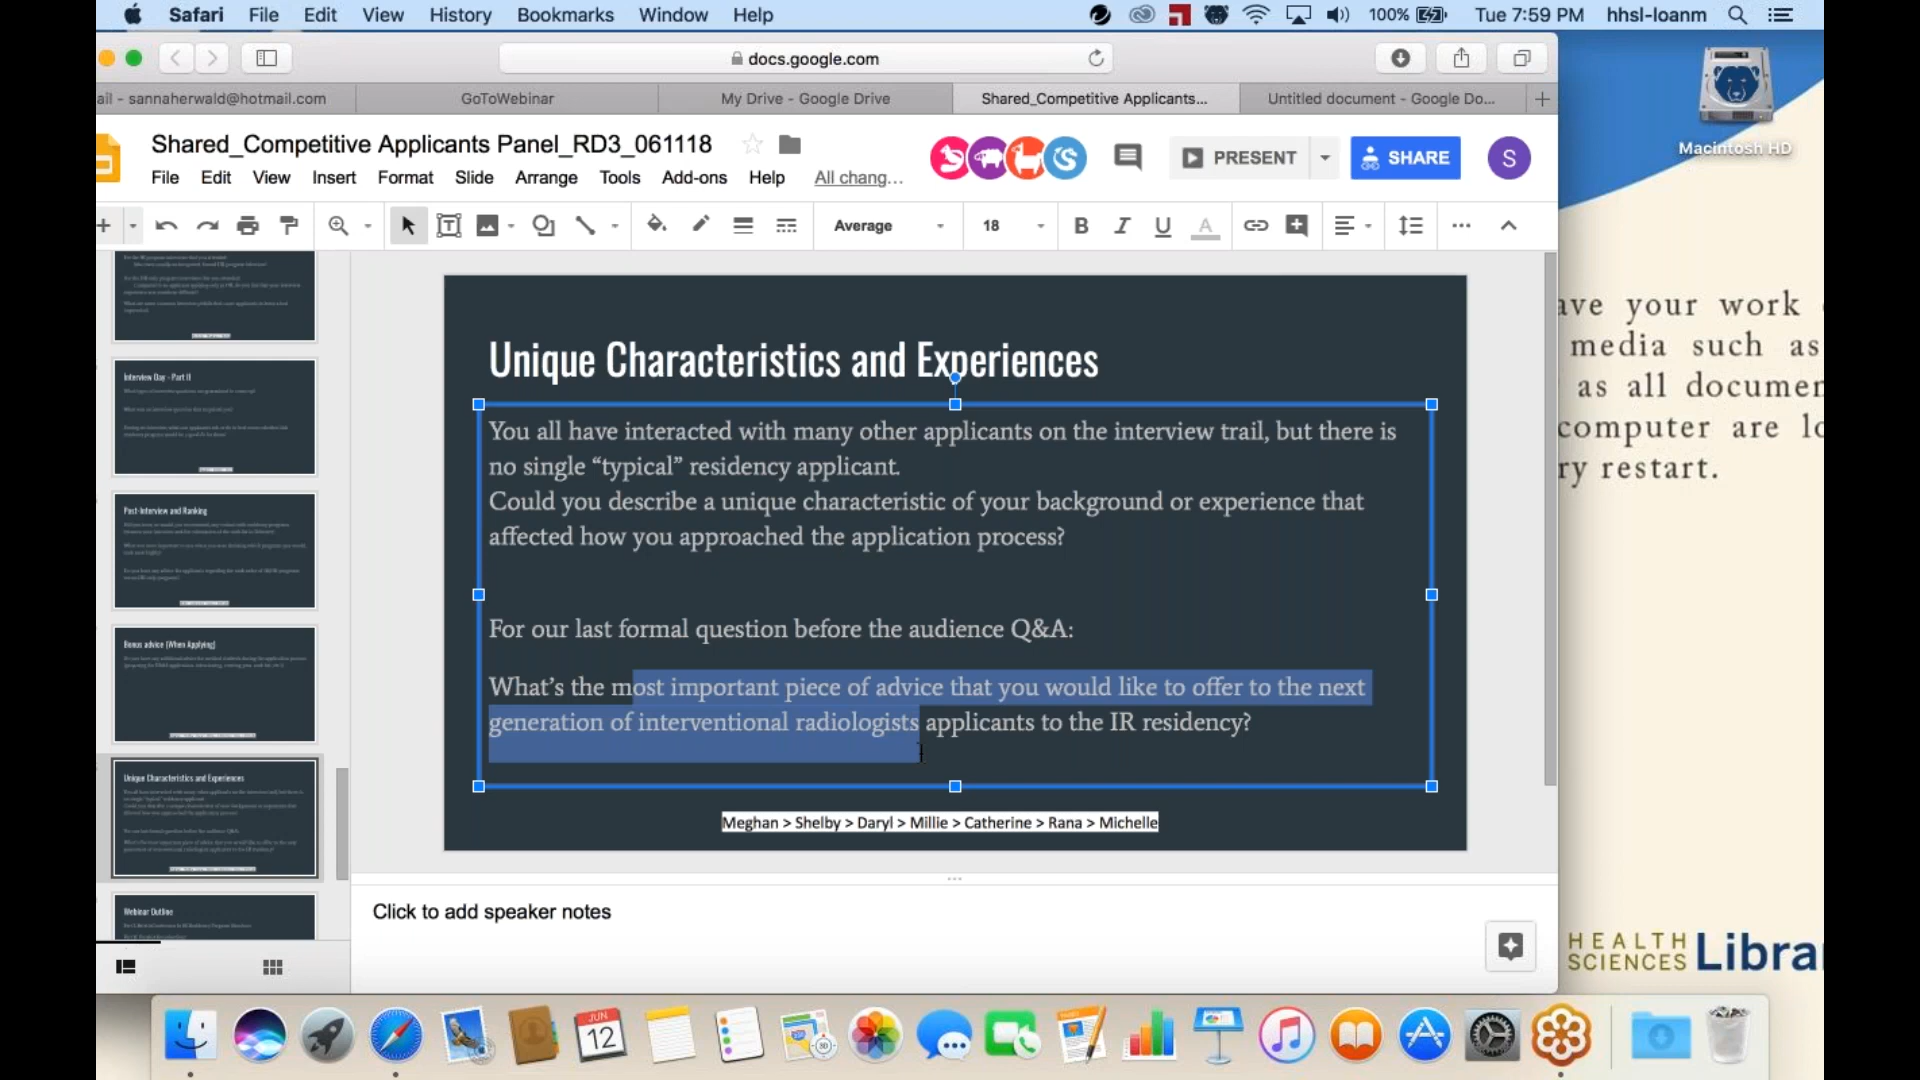 Safari File Edit View History Bookmarks Window Help 100% Tue 7:59 PM hhsl-loanm
docs.google.com
ail - sannaherwald@hotmail.com GoToWebinar My Drive - Google Drive Shared_Competitive Applicants... Untitled document - Google Do...
Shared_Competitive Applicants Panel_RD3_061118
PRESENT SHARE S
File Edit View Insert Format Slide Arrange Tools Add-ons Help All chang...
Average 18 B I U A
Macintosh HD
ave your work
media such as
as all documen
computer are lo
ry restart.
HEALTH
SCIENCES Libra
Interview Day - Part II
Post-Interview and Ranking
Bonus advice (When Applying)
Unique Characteristics and Experiences
Webinar Outline
Unique Characteristics and Experiences
You all have interacted with many other applicants on the interview trail, but there is
no single “typical” residency applicant.
Could you describe a unique characteristic of your background or experience that
affected how you approached the application process?
For our last formal question before the audience Q&A:
What’s the most important piece of advice that you would like to offer to the next
generation of interventional radiologists applicants to the IR residency?
Meghan > Shelby > Daryl > Millie > Catherine > Rana > Michelle
Click to add speaker notes
JUN
12